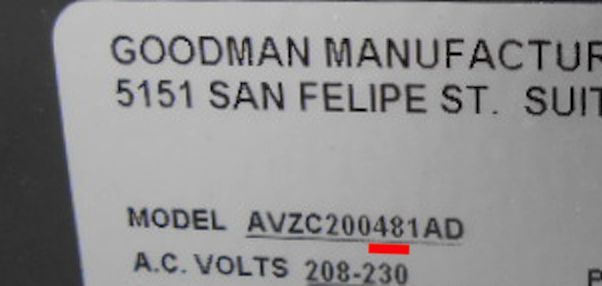 GOODMAN MANUFACTUR
5151 SAN FELIPE ST. SUIT
MODEL AVZC200481AD
A.C. VOLTS 208-230 P